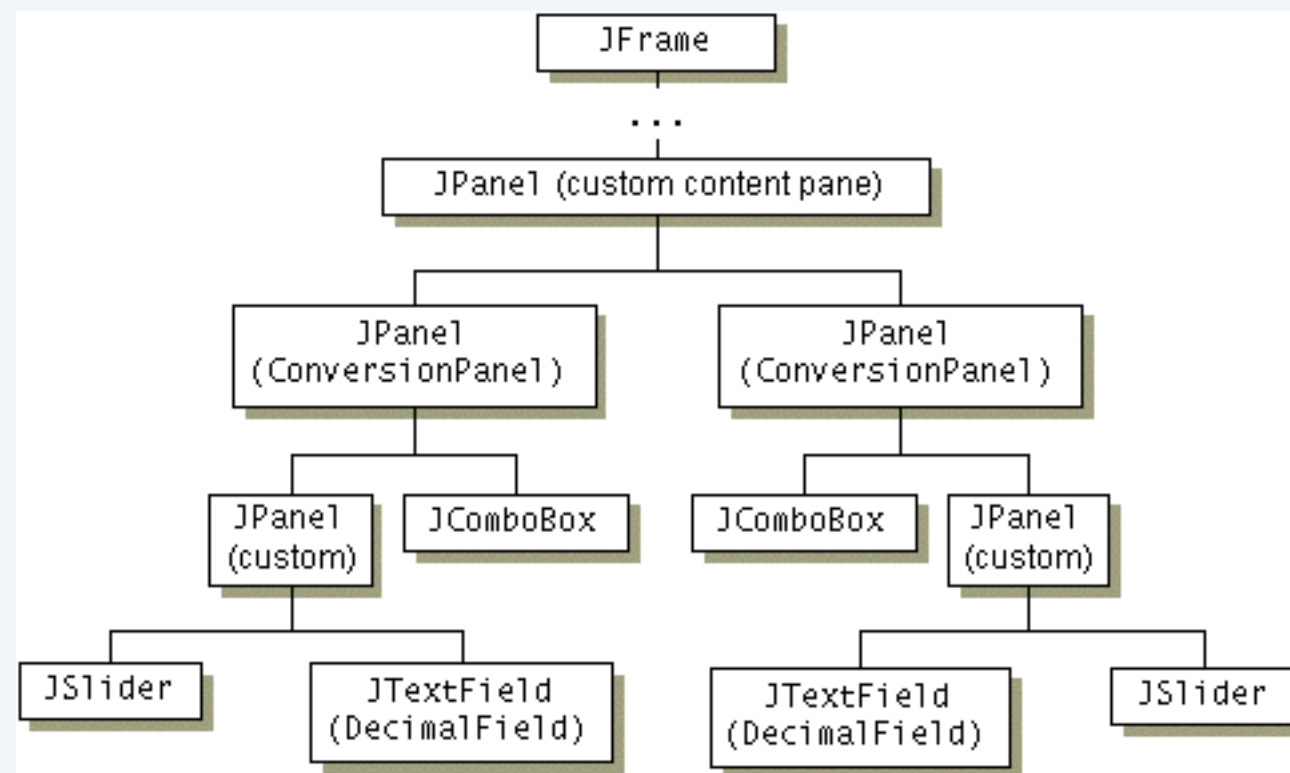 JFrame
...
JPanel (custom content pane)
JPanel
(ConversionPanel)
JPanel
(ConversionPanel)
JPanel
(custom)
JComboBox
JComboBox
JPanel
(custom)
JSlider
JTextField
(DecimalField)
JTextField
(DecimalField)
JSlider